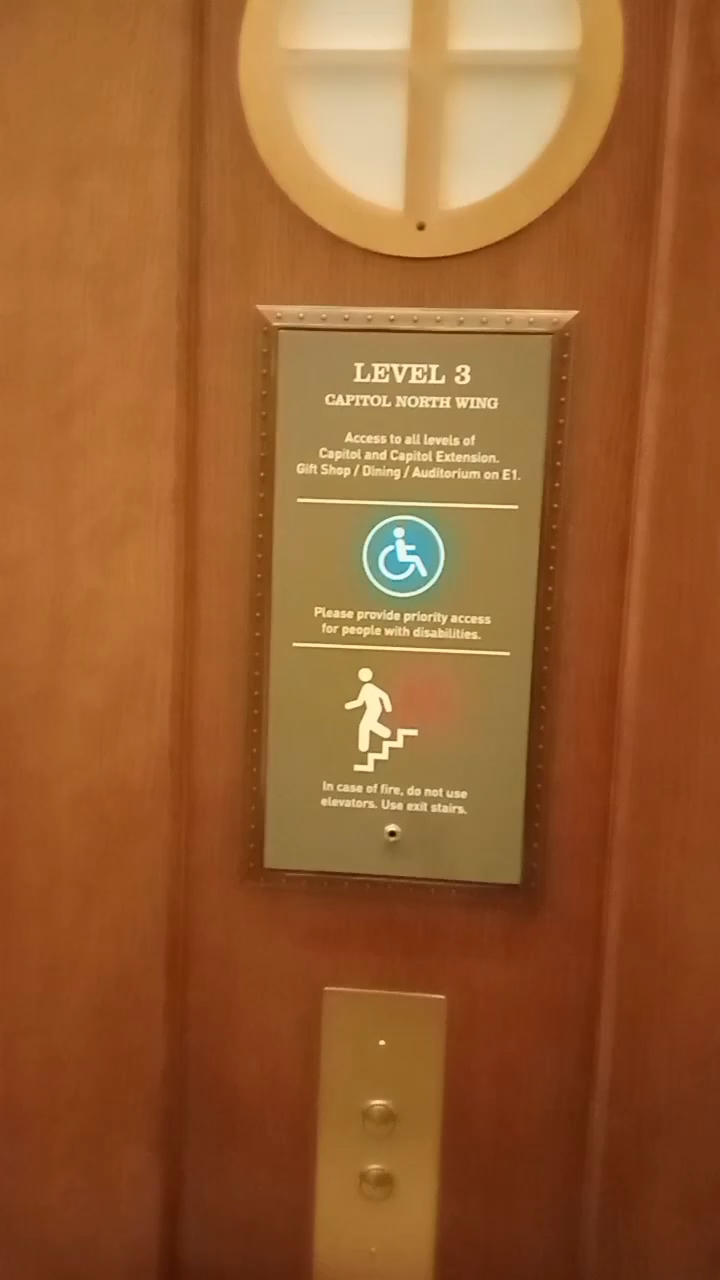 LEVEL 3
CAPITOL NORTH WING
Access to all levels of
Capitol and Capitol Extension.
Gift Shop / Dining / Auditorium on E1.
Please provide priority access
for people with disabilities.
In case of fire, do not use
elevators. Use exit stairs.